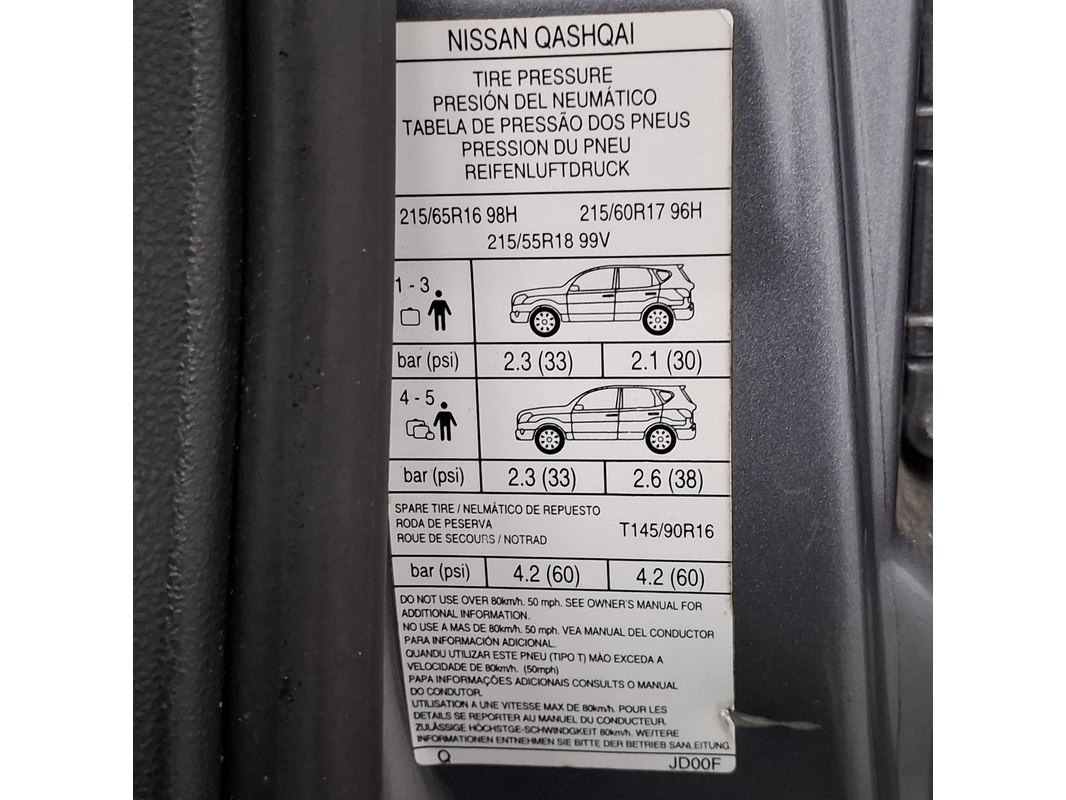 NISSAN QASHQAI
TIRE PRESSURE
PRESIÓN DEL NEUMÁTICO
TABELA DE PRESSÃO DOS PNEUS
PRESSION DU PNEU
REIFENLUFTDRUCK
215/65R16 98H 215/60R17 96H
215/55R18 99V
1 - 3
bar (psi) 2.3 (33) 2.1 (30)
4 - 5
bar (psi) 2.3 (33) 2.6 (38)
SPARE TIRE / NELMÁTICO DE REPUESTO
RODA DE PESERVA
ROUE DE SECOURS / NOTRAD
T145/90R16
bar (psi) 4.2 (60) 4.2 (60)
DO NOT USE OVER 80km/h. 50 mph. SEE OWNER'S MANUAL FOR
ADDITIONAL INFORMATION.
NO USE A MAS DE 80km/h. 50 mph. VEA MANUAL DEL CONDUCTOR
PARA INFORMACIÓN ADICIONAL.
QUANDU UTILIZAR ESTE PNEU (TIPO T) MÀO EXCEDA A
VELOCIDADE DE 80km/h. (50mph)
PAPA INFORMAÇÕES ADICIONAIS CONSULTS O MANUAL
DO CONDUTOR.
UTILISATION A UNE VITESSE MAX DE 80km/h. POUR LES
DETAILS SE REPORTER AU MANUEL DU CONDUCTEUR.
ZULÄSSIGE HÖCHSTGE-SCHWINDGKEIT 80km/h. WEITERE
INFORMATIONEN ENTNEHMEN SIE BITTE DER BETRIEB SANLEITUNG.
Q JD00F